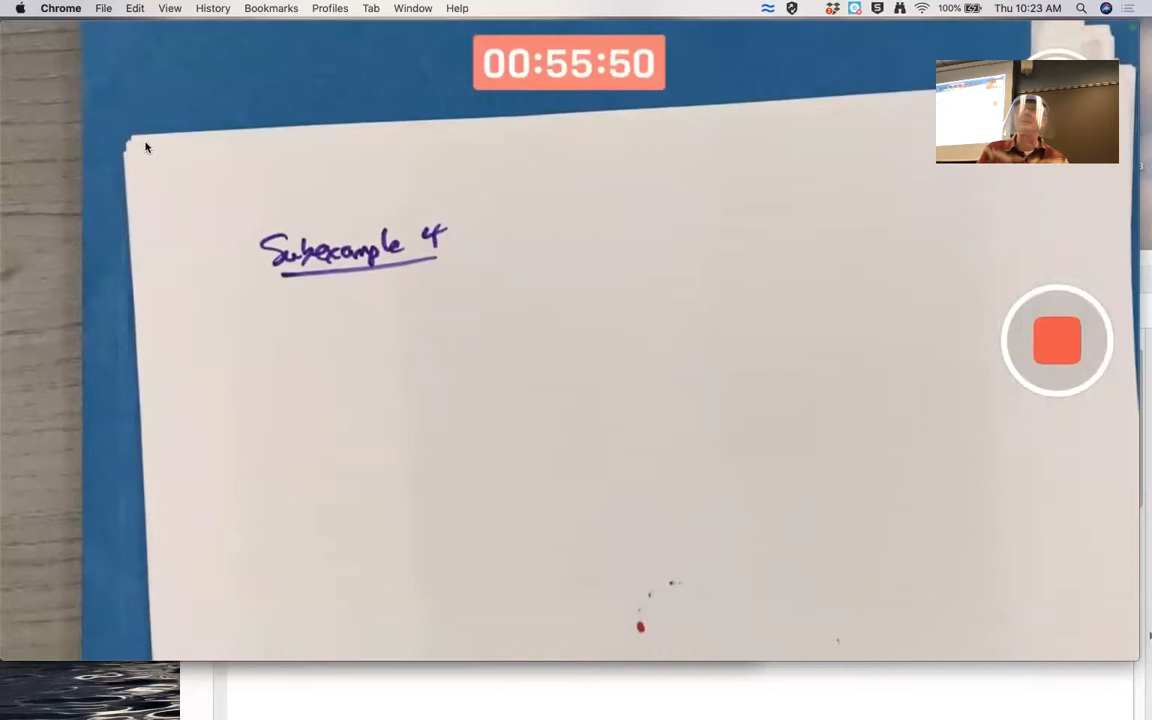 Chrome File Edit View History Bookmarks Profiles Tab Window Help 100% Thu 10:23 AM
00:55:50
Subexample 4